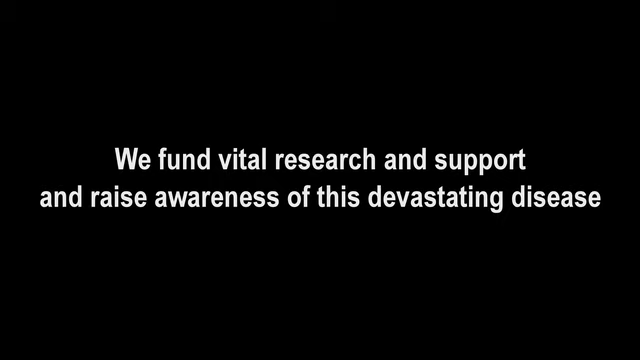 We fund vital research and support
and raise awareness of this devastating disease